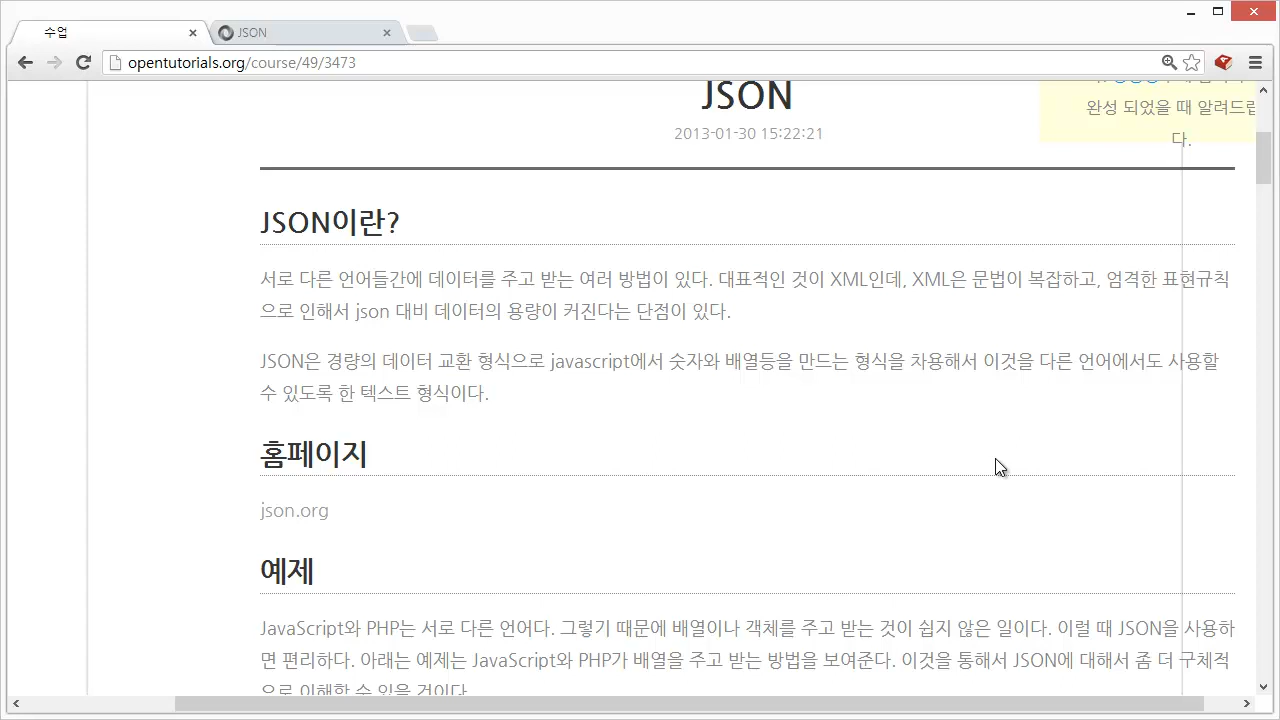 수업
JSON
opentutorials.org/course/49/3473
완성 되었을 때 알려드립
다.
JSON
2013-01-30 15:22:21
JSON이란?
서로 다른 언어들간에 데이터를 주고 받는 여러 방법이 있다. 대표적인 것이 XML인데, XML은 문법이 복잡하고, 엄격한 표현규칙
으로 인해서 json 대비 데이터의 용량이 커진다는 단점이 있다.
JSON은 경량의 데이터 교환 형식으로 javascript에서 숫자와 배열등을 만드는 형식을 차용해서 이것을 다른 언어에서도 사용할
수 있도록 한 텍스트 형식이다.
홈페이지
json.org
예제
JavaScript와 PHP는 서로 다른 언어다. 그렇기 때문에 배열이나 객체를 주고 받는 것이 쉽지 않은 일이다. 이럴 때 JSON을 사용하
면 편리하다. 아래는 예제는 JavaScript와 PHP가 배열을 주고 받는 방법을 보여준다. 이것을 통해서 JSON에 대해서 좀 더 구체적
으로 이해할 수 있을 것이다